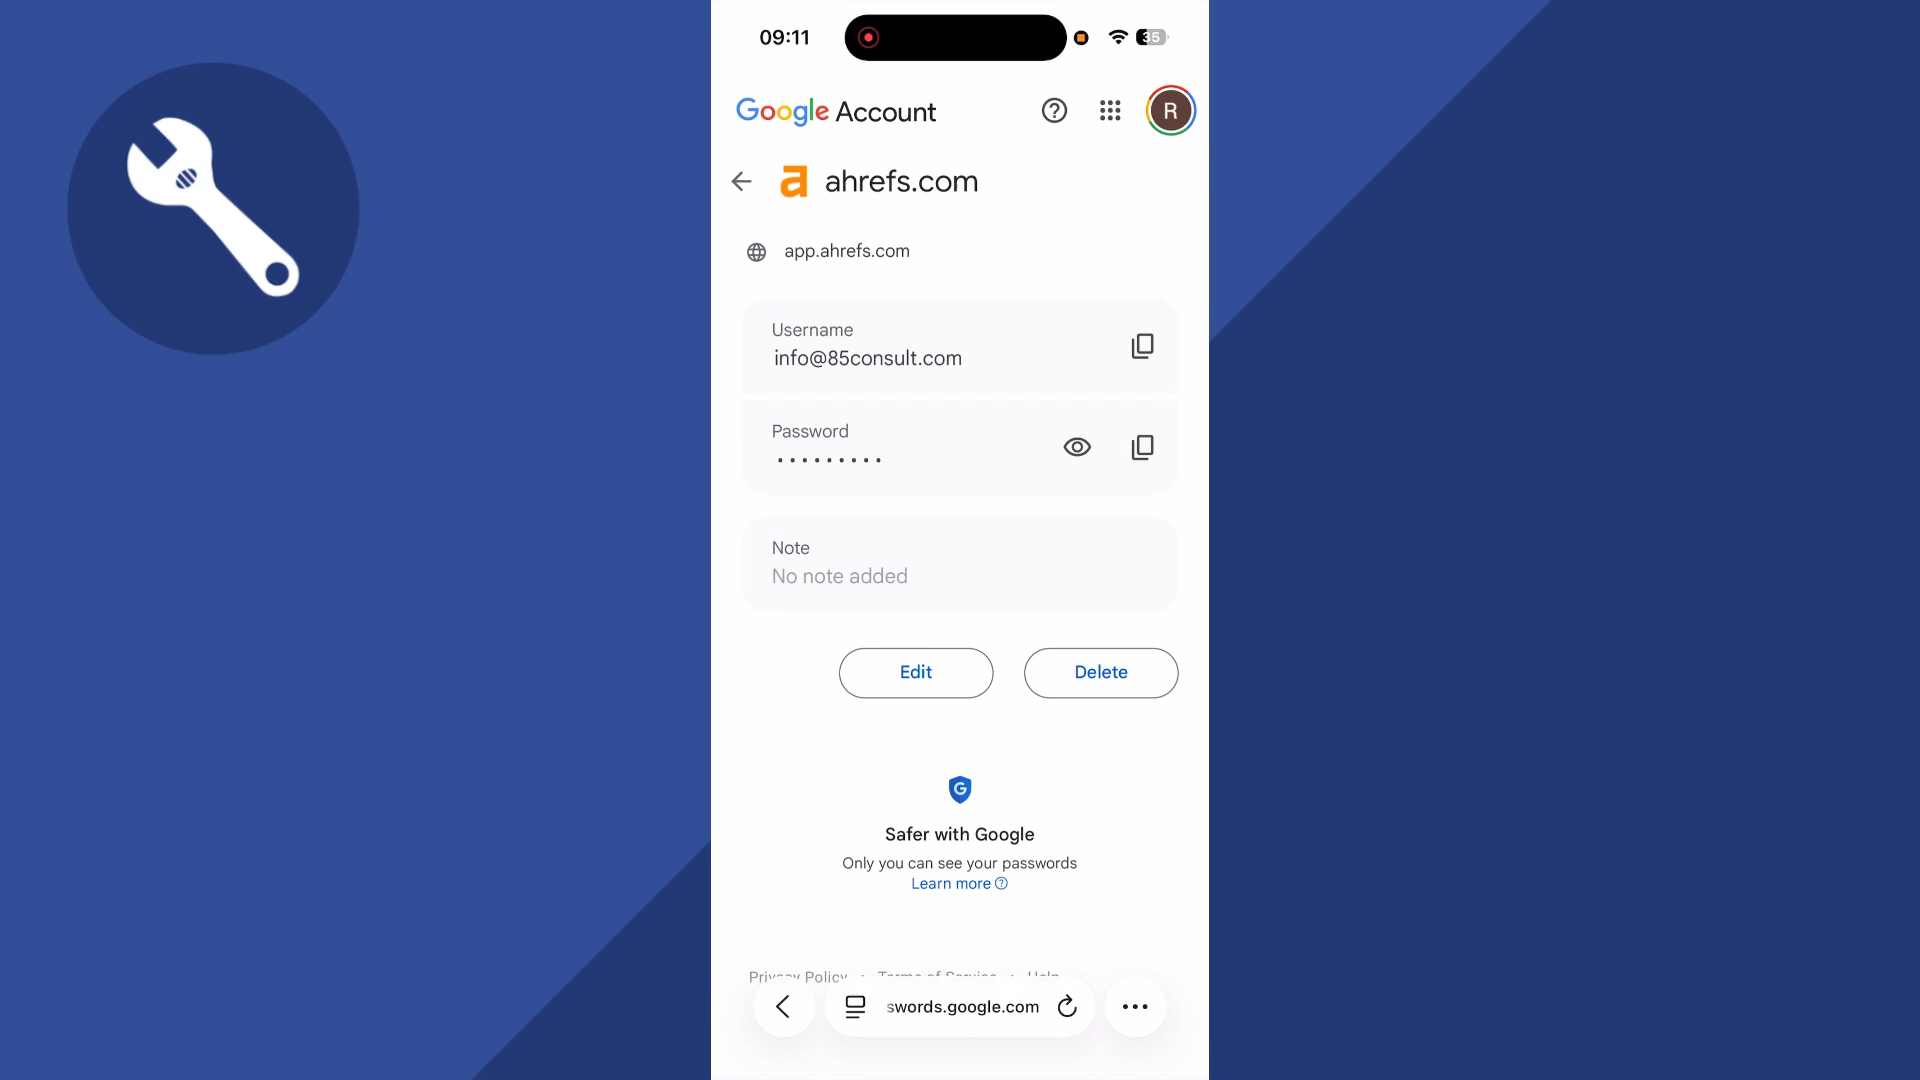 09:11
35
Google Account
R
a ahrefs.com
app.ahrefs.com
Username
info@85consult.com
Password
•••••••••
Note
No note added
Edit
Delete
G
Safer with Google
Only you can see your passwords
Learn more
Privacy Policy · Terms of Service · Help
swords.google.com